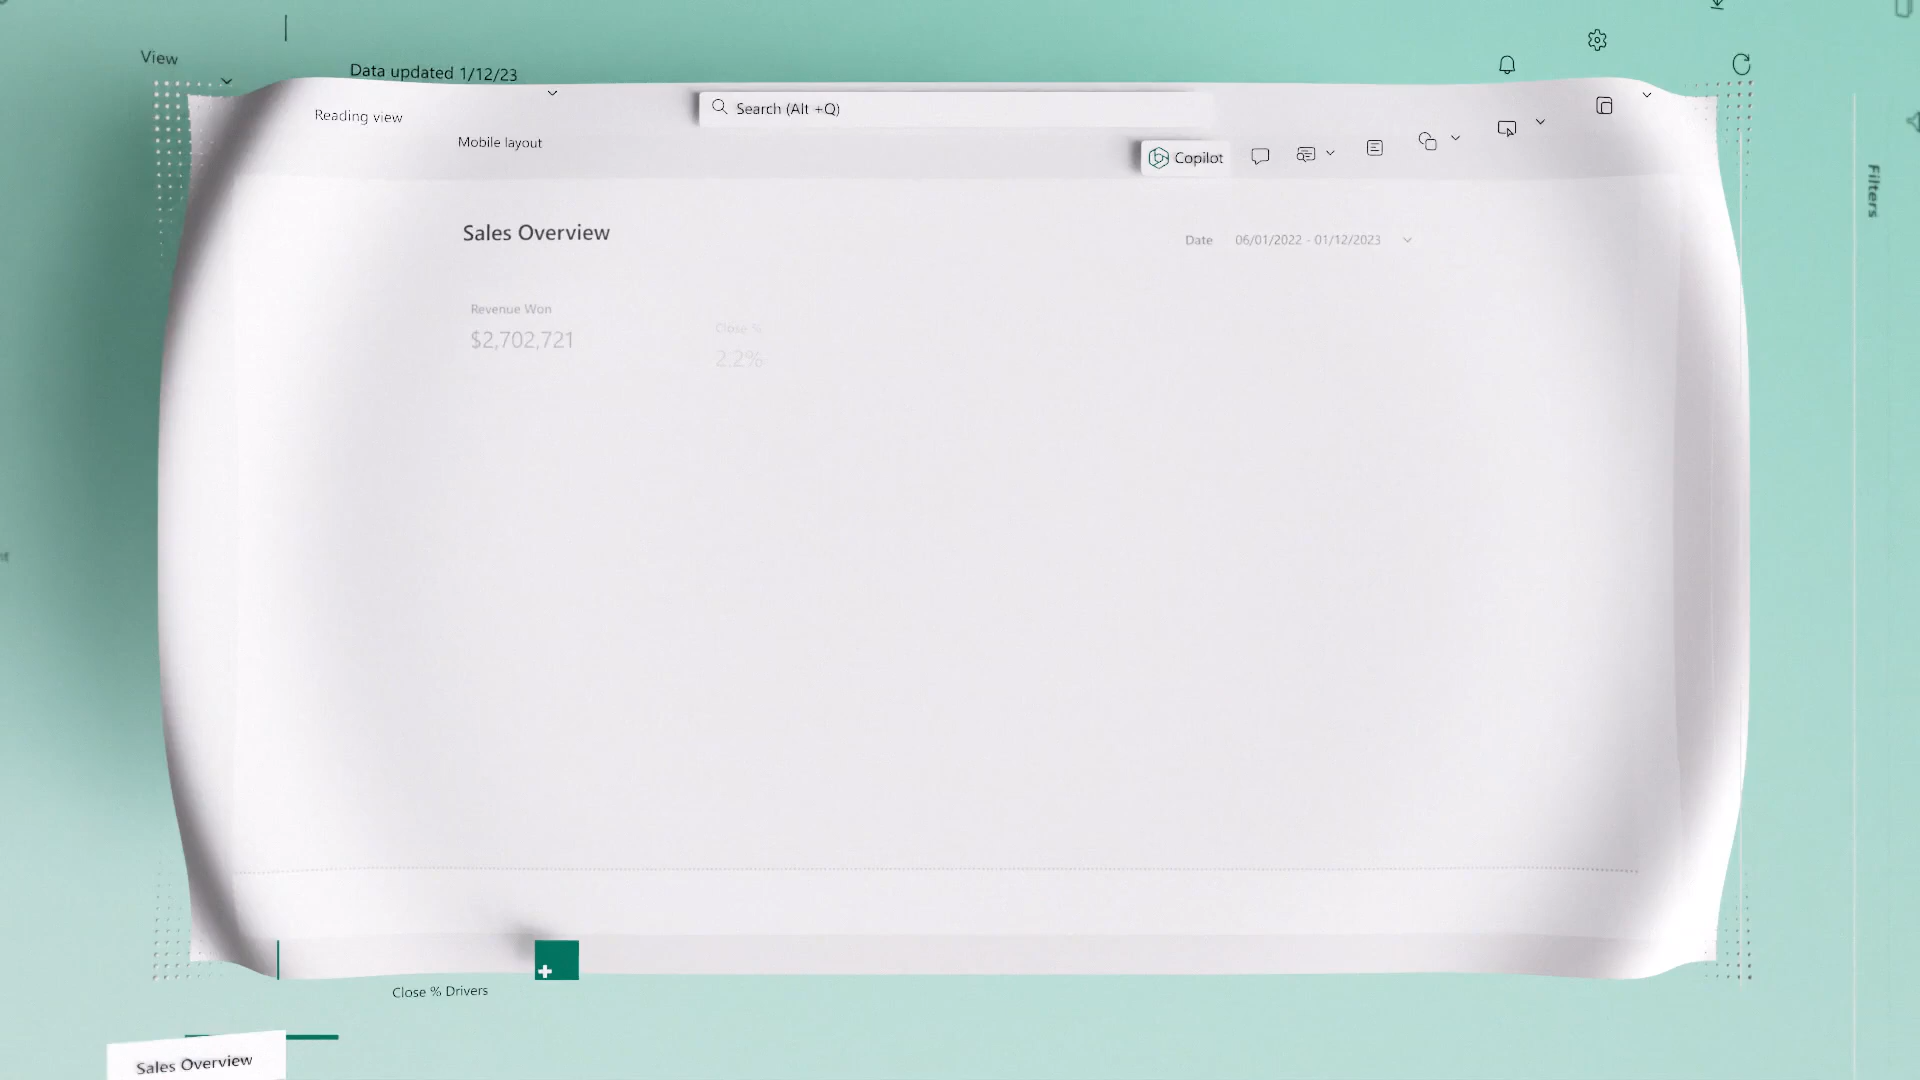 View
Data updated 1/12/23
Reading view
Search (Alt +Q)
Mobile layout
Copilot
Filters
Sales Overview
Date 06/01/2022 - 01/12/2023
Revenue Won
$2,702,721
Close %
2.2%
Close % Drivers
Sales Overview